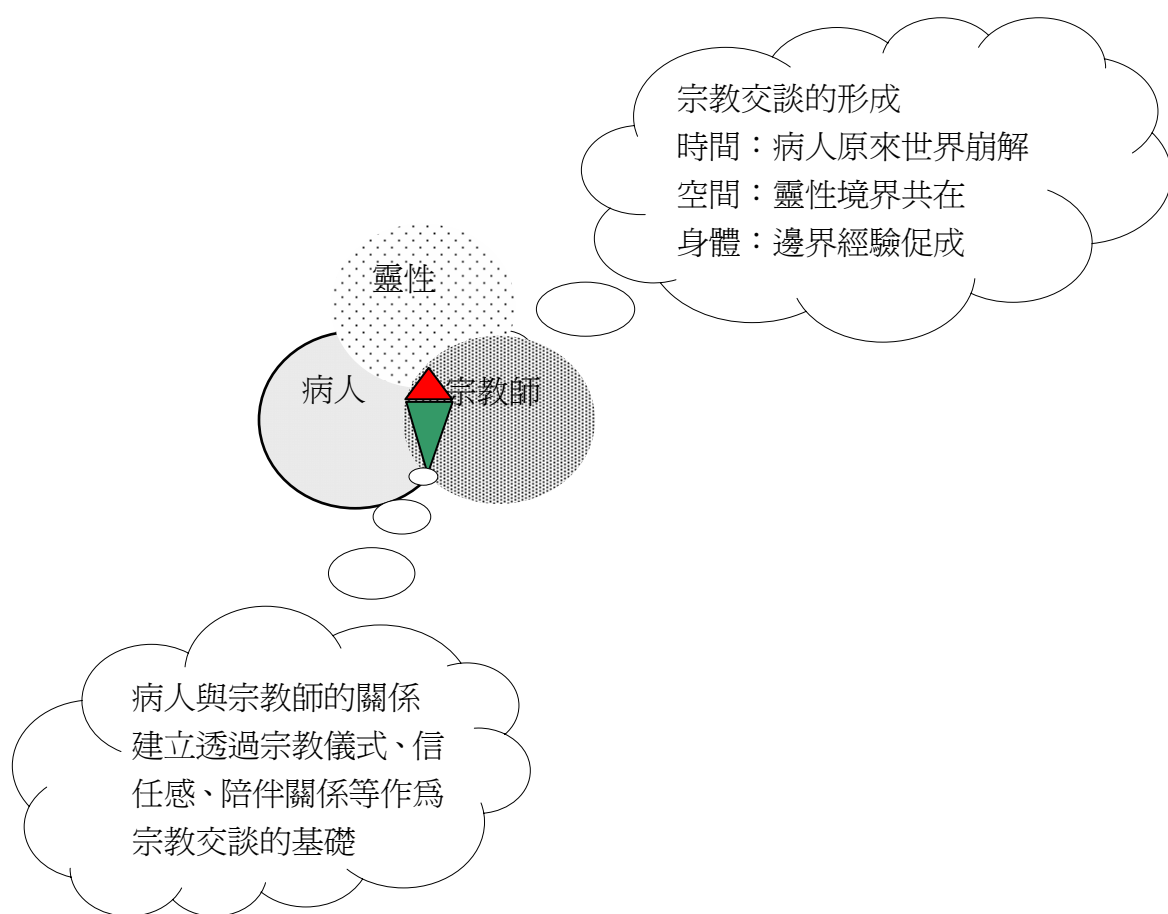 宗教交談的形成
時間：病人原來世界崩解
空間：靈性境界共在
身體：邊界經驗促成
靈性
病人
宗教師
病人與宗教師的關係
建立透過宗教儀式、信
任感、陪伴關係等作爲
宗教交談的基礎